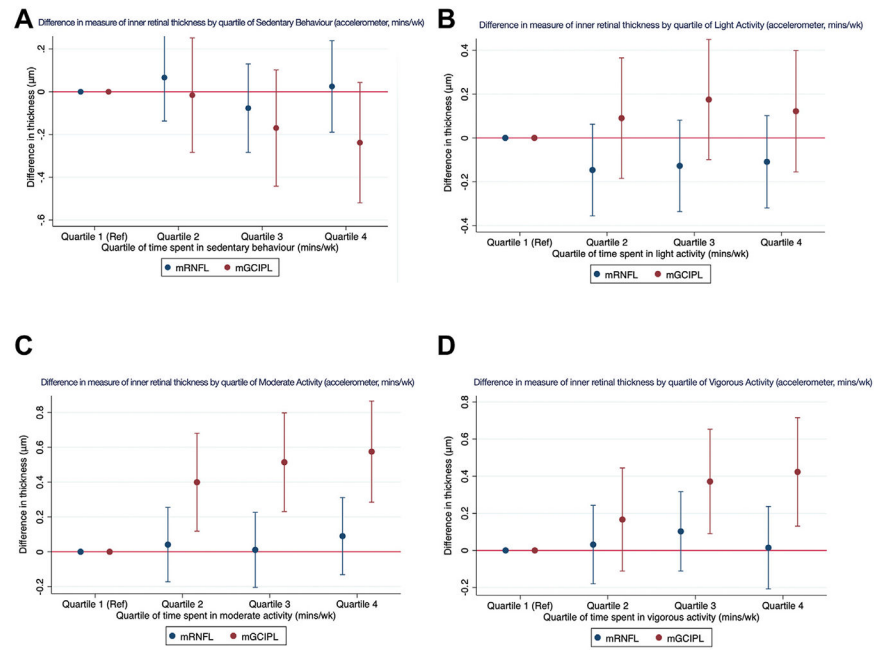 A
Difference in measure of inner retinal thickness by quartile of Sedentary Behaviour (accelerometer, mins/wk)
Difference in thickness (µm)
.2
0
-.2
-.4
-.6
Quartile 1 (Ref) Quartile 2 Quartile 3 Quartile 4
Quartile of time spent in sedentary behaviour (mins/wk)
mRNFL mGCIPL
B
Difference in measure of inner retinal thickness by quartile of Light Activity (accelerometer, mins/wk)
Difference in thickness (µm)
0.4
0.2
0
-0.2
-0.4
Quartile 1 (Ref) Quartile 2 Quartile 3 Quartile 4
Quartile of time spent in light activity (mins/wk)
mRNFL mGCIPL
C
Difference in measure of inner retinal thickness by quartile of Moderate Activity (accelerometer, mins/wk)
Difference in thickness (µm)
0.8
0.6
0.4
0.2
0
-0.2
Quartile 1 (Ref) Quartile 2 Quartile 3 Quartile 4
Quartile of time spent in moderate activity (mins/wk)
mRNFL mGCIPL
D
Difference in measure of inner retinal thickness by quartile of Vigorous Activity (accelerometer, mins/wk)
Difference in thickness (µm)
0.8
0.6
0.4
0.2
0
-0.2
Quartile 1 (Ref) Quartile 2 Quartile 3 Quartile 4
Quartile of time spent in vigorous activity (mins/wk)
mRNFL mGCIPL